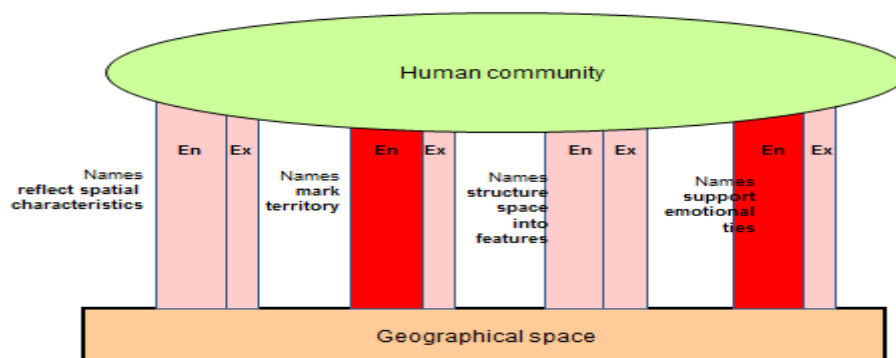 Human community
En
Ex
En
Ex
En
Ex
En
Ex
Names
reflect spatial
characteristics
Names
mark
territory
Names
structure
space
into
features
Names
support
emotional
ties
Geographical space